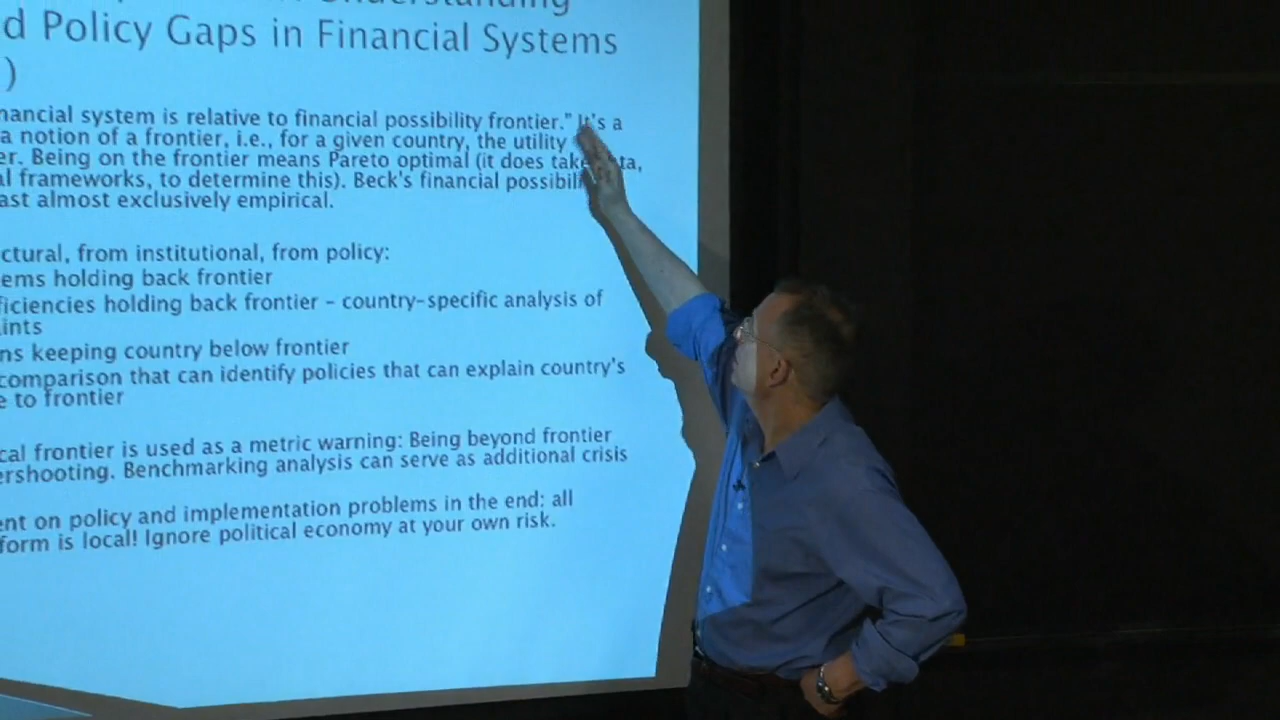 Understanding
d Policy Gaps in Financial Systems
)
nancial system is relative to financial possibility frontier." It's a
a notion of a frontier, i.e., for a given country, the utility
er. Being on the frontier means Pareto optimal (it does take ta,
al frameworks, to determine this). Beck's financial possibili
ast almost exclusively empirical.
ctural, from institutional, from policy:
ems holding back frontier
ficiencies holding back frontier – country-specific analysis of
ints
ns keeping country below frontier
comparison that can identify policies that can explain country's
e to frontier
cal frontier is used as a metric warning: Being beyond frontier
ershooting. Benchmarking analysis can serve as additional crisis
ent on policy and implementation problems in the end; all
form is local! Ignore political economy at your own risk.